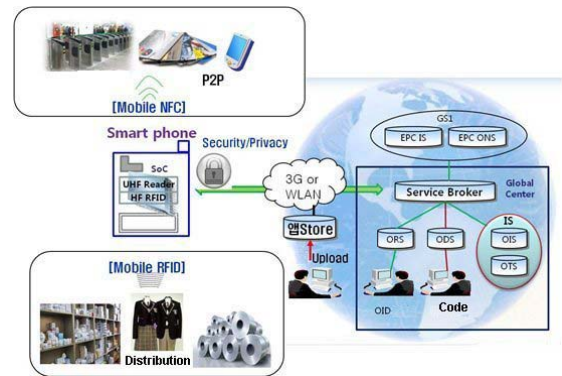 P2P
[Mobile NFC]
Smart phone
Security/Privacy
SoC
UHF Reader
HF RFID
3G or
WLAN
앱Store
Upload
GS1
EPC IS
EPC ONS
Service Broker
Global
Center
IS
ORS
ODS
OIS
OTS
OID
Code
[Mobile RFID]
Distribution